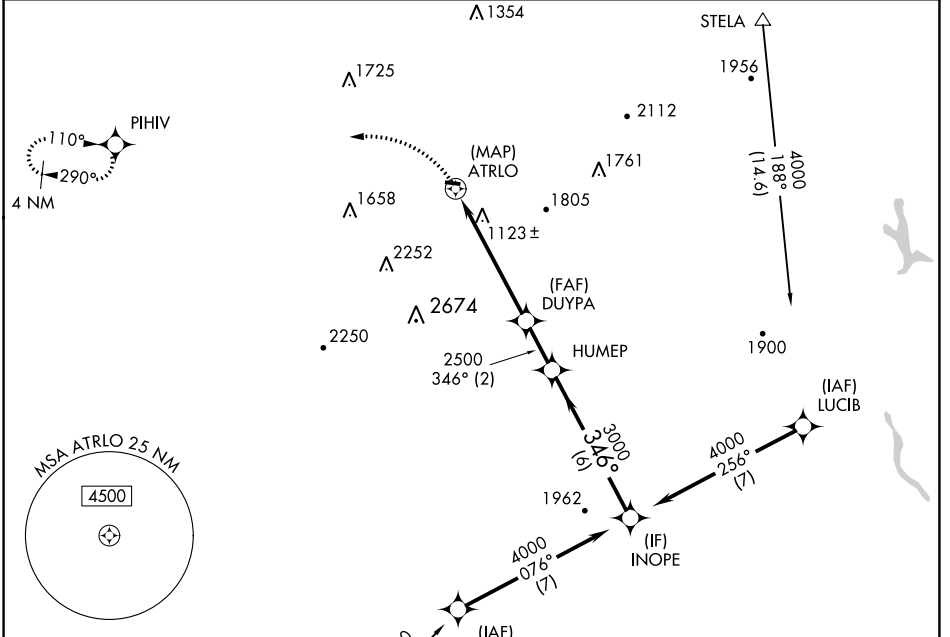 1354
STELA
1725
1956
PIHIV
110°
290°
4 NM
2112
(MAP)
ATRLO
1761
4000
188°
(14.6)
1658
1805
1123 ±
2252
(FAF)
DUYPA
2674
2250
HUMEP
2500
346° (2)
1900
(IAF)
LUCIB
3000
346°
(6)
4000
256°
(7)
MSA ATRLO 25 NM
4500
1962
(IF)
INOPE
4000
076°
(7)
(IAF)